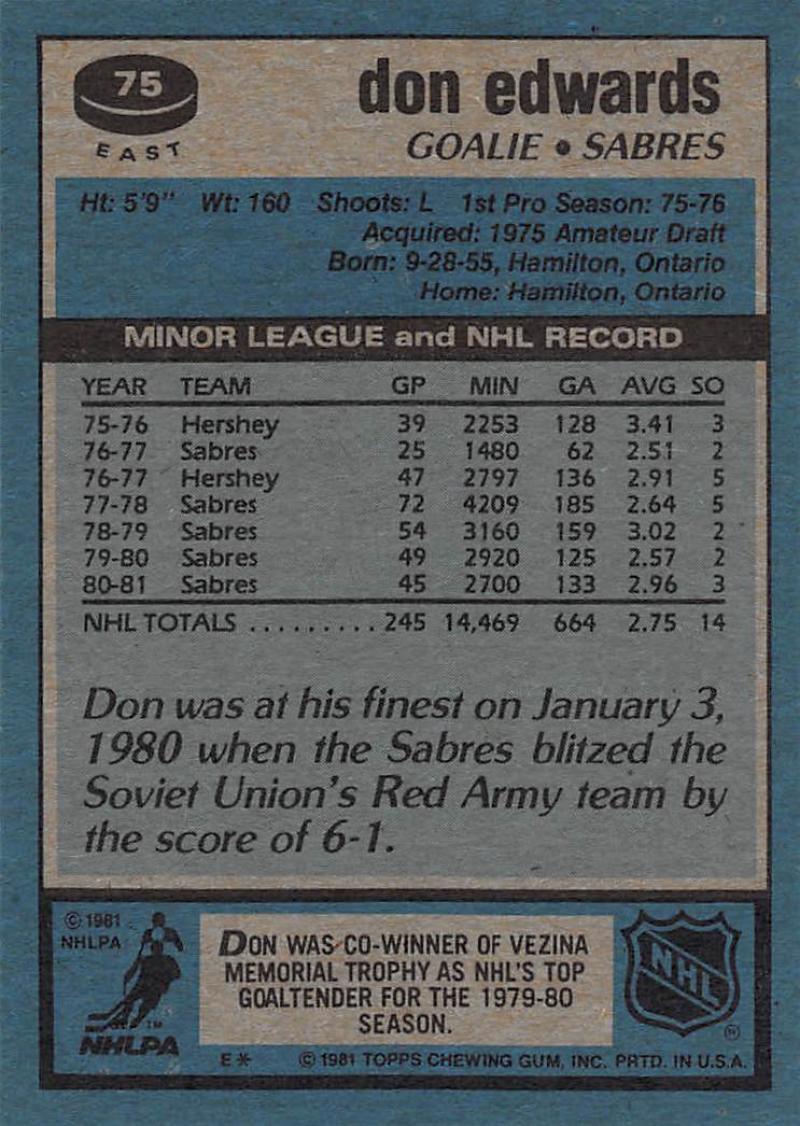 75
EAST
don edwards
GOALIE • SABRES
Ht: 5'9" Wt: 160 Shoots: L 1st Pro Season: 75-76
Acquired: 1975 Amateur Draft
Born: 9-28-55, Hamilton, Ontario
Home: Hamilton, Ontario
MINOR LEAGUE and NHL RECORD
YEAR TEAM GP MIN GA AVG SO
75-76 Hershey 39 2253 128 3.41 3
76-77 Sabres 25 1480 62 2.51 2
76-77 Hershey 47 2797 136 2.91 5
77-78 Sabres 72 4209 185 2.64 5
78-79 Sabres 54 3160 159 3.02 2
79-80 Sabres 49 2920 125 2.57 2
80-81 Sabres 45 2700 133 2.96 3
NHL TOTALS .......... 245 14,469 664 2.75 14
Don was at his finest on January 3,
1980 when the Sabres blitzed the
Soviet Union's Red Army team by
the score of 6-1.
© 1981
NHLPA
TM
NHLPA
DON WAS CO-WINNER OF VEZINA
MEMORIAL TROPHY AS NHL'S TOP
GOALTENDER FOR THE 1979-80
SEASON.
NHL
®
E* © 1981 TOPPS CHEWING GUM, INC. PRTD. IN U.S.A.